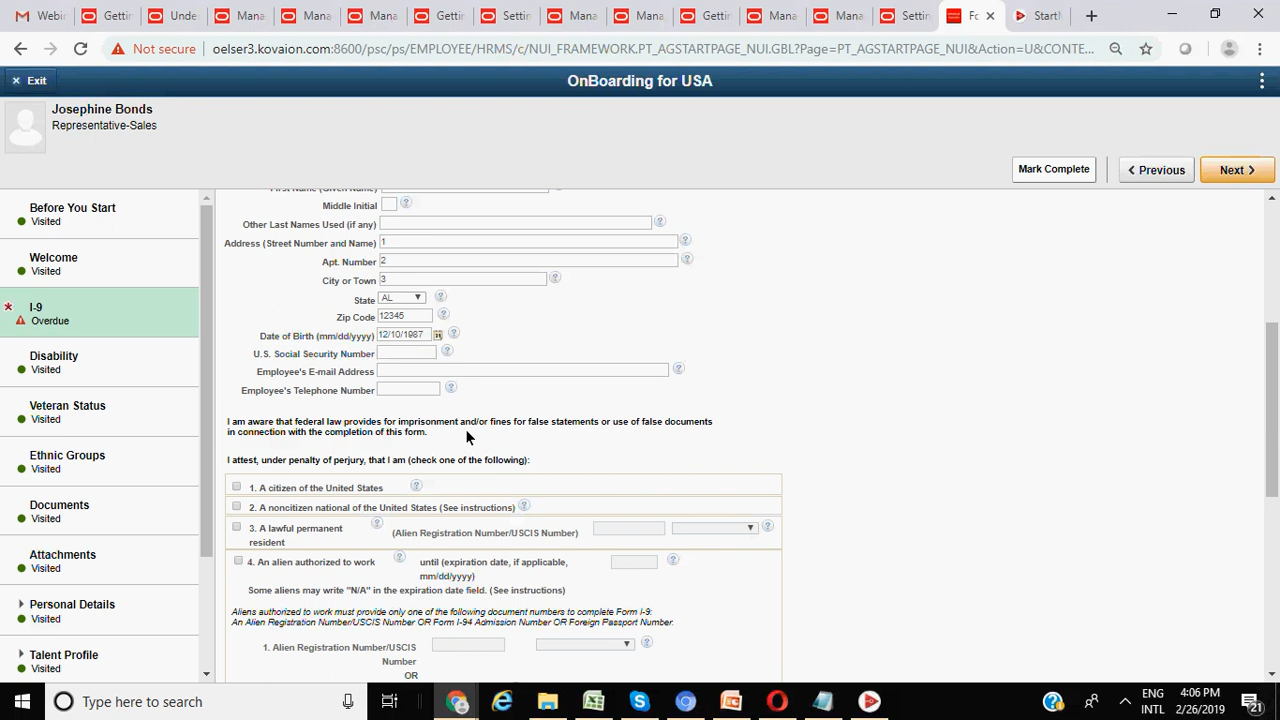 Webin
Gettin
Unde
Mana
Mana
Mana
Gettin
Settin
Mana
Mana
Gettin
Mana
Mana
Settin
Fo
StartH
Not secure
oelser3.kovaion.com:8600/psc/ps/EMPLOYEE/HRMS/c/NUI_FRAMEWORK.PT_AGSTARTPAGE_NUI.GBL?Page=PT_AGSTARTPAGE_NUI&Action=U&CONTE...
× Exit
OnBoarding for USA
Josephine Bonds
Representative-Sales
Mark Complete
Previous
Next
Before You Start
Visited
Welcome
Visited
* I-9
Overdue
Disability
Visited
Veteran Status
Visited
Ethnic Groups
Visited
Documents
Visited
Attachments
Visited
Personal Details
Visited
Talent Profile
Visited
First Name (Given Name)
Middle Initial ?
Other Last Names Used (if any) ?
Address (Street Number and Name) 1 ?
Apt. Number 2 ?
City or Town 3 ?
State AL ?
Zip Code 12345 ?
Date of Birth (mm/dd/yyyy) 12/10/1987 ?
U.S. Social Security Number ?
Employee's E-mail Address ?
Employee's Telephone Number ?
I am aware that federal law provides for imprisonment and/or fines for false statements or use of false documents
in connection with the completion of this form.
I attest, under penalty of perjury, that I am (check one of the following):
1. A citizen of the United States ?
2. A noncitizen national of the United States (See instructions) ?
3. A lawful permanent ? (Alien Registration Number/USCIS Number) ?
resident
4. An alien authorized to work ? until (expiration date, if applicable, ?
mm/dd/yyyy)
Some aliens may write "N/A" in the expiration date field. (See instructions)
Aliens authorized to work must provide only one of the following document numbers to complete Form I-9:
An Alien Registration Number/USCIS Number OR Form I-94 Admission Number OR Foreign Passport Number.
1. Alien Registration Number/USCIS ?
Number
OR
Type here to search
ENG
INTL
4:06 PM
2/26/2019
21